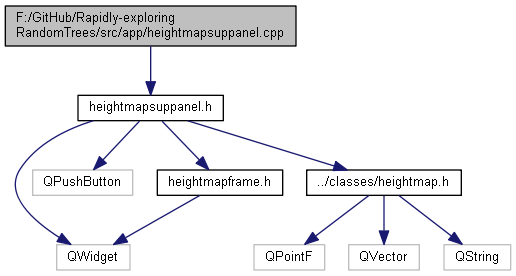 F:/GitHub/Rapidly-exploring
RandomTrees/src/app/heightmapsuppanel.cpp
heightmapsuppanel.h
QPushButton
heightmapframe.h
../classes/heightmap.h
QWidget
QPointF
QVector
QString